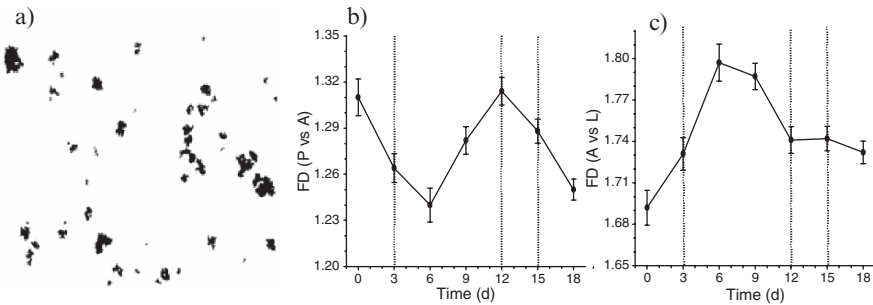 a)
b)
1.35
1.32
1.29
1.26
1.23
1.20
FD (P vs A)
0 3 6 9 12 15 18
Time (d)
c)
1.80
1.77
1.74
1.71
1.68
1.65
FD (A vs L)
0 3 6 9 12 15 18
Time (d)